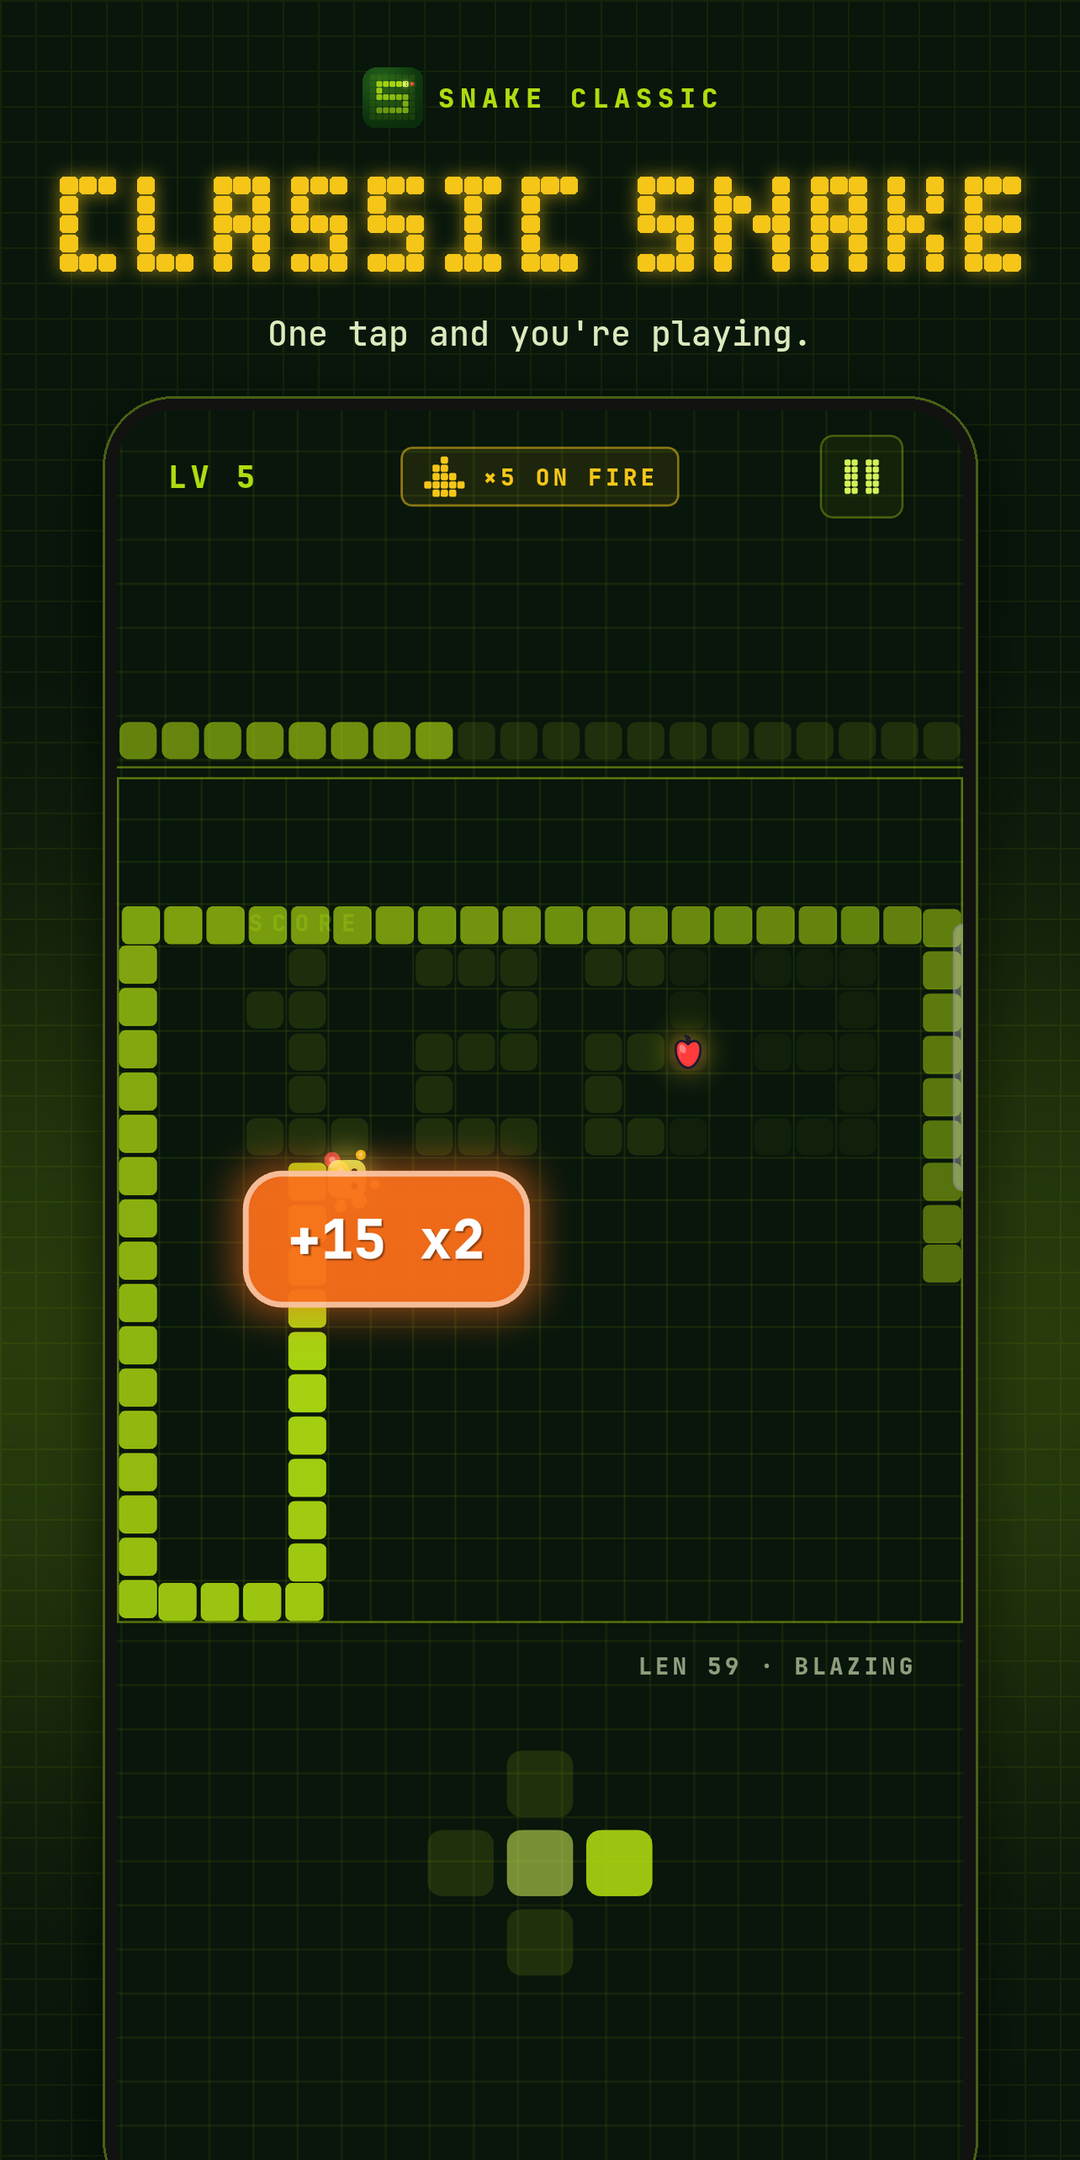 SNAKE CLASSIC
CLASSIC SNAKE
One tap and you're playing.
LV 5
×5 ON FIRE
SCORE
1223
+15 x2
LEN 59 · BLAZING